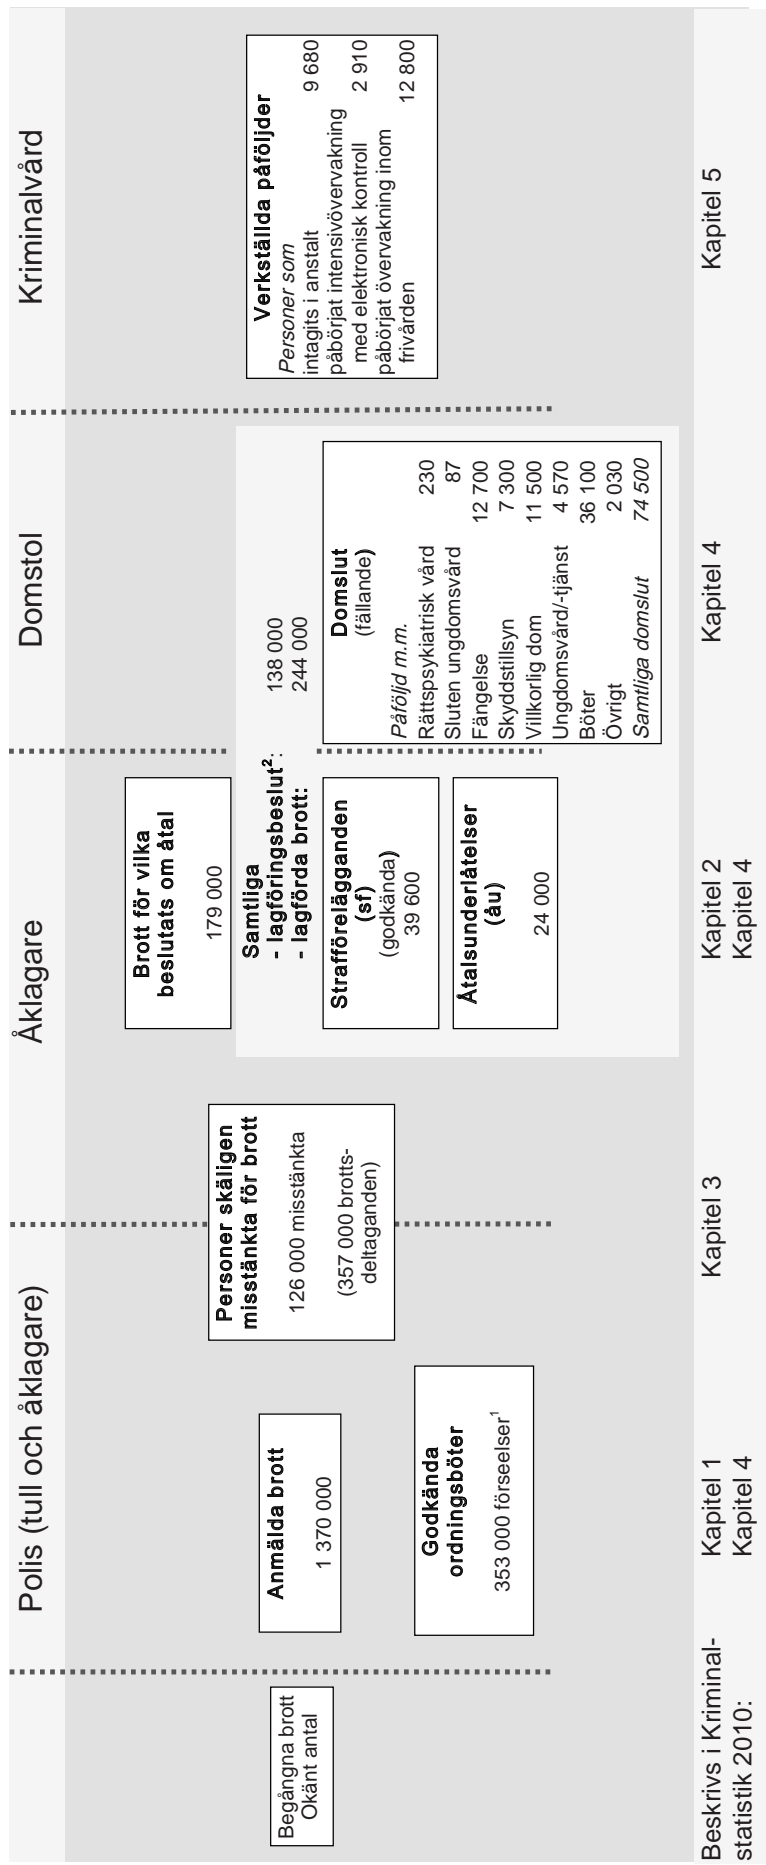 Polis (tull och åklagare)
Åklagare
Domstol
Kriminalvård
Begångna brott
Okänt antal
Anmälda brott
1 370 000
Godkända
ordningsböter
353 000 förseelser¹
Personer skäligen
misstänkta för brott
126 000 misstänkta
(357 000 brotts-
deltaganden)
Brott för vilka
beslutats om åtal
179 000
Samtliga
- lagföringsbeslut²: 138 000
- lagförda brott: 244 000
Strafförelägganden
(sf)
(godkända)
39 600
Åtalsunderlåtelser
(åu)
24 000
Domslut
(fällande)
Påföljd m.m.
Rättspsykiatrisk vård 230
Sluten ungdomsvård 87
Fängelse 12 700
Skyddstillsyn 7 300
Villkorlig dom 11 500
Ungdomsvård/-tjänst 4 570
Böter 36 100
Övrigt 2 030
Samtliga domslut 74 500
Verkställda påföljder
Personer som
intagits i anstalt 9 680
påbörjat intensivövervakning
med elektronisk kontroll 2 910
påbörjat övervakning inom
frivården 12 800
Beskrivs i Kriminal-
statistik 2010:
Kapitel 1
Kapitel 4
Kapitel 3
Kapitel 2
Kapitel 4
Kapitel 4
Kapitel 5